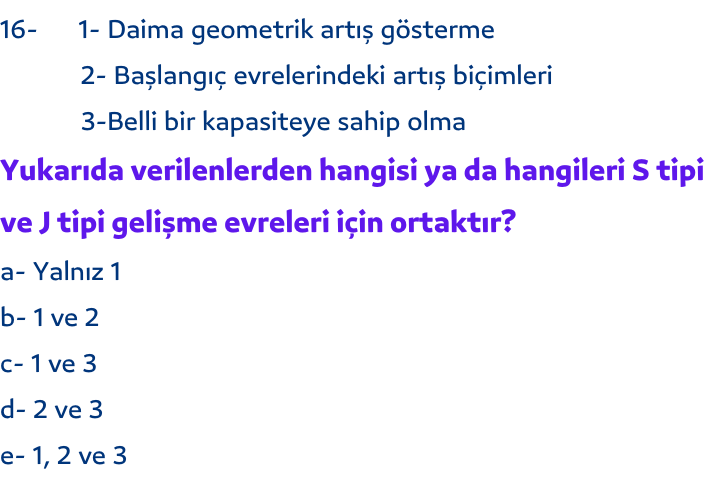 16- 1- Daima geometrik artış gösterme
2- Başlangıç evrelerindeki artış biçimleri
3-Belli bir kapasiteye sahip olma
Yukarıda verilenlerden hangisi ya da hangileri S tipi
ve J tipi gelişme evreleri için ortaktır?
a- Yalnız 1
b- 1 ve 2
c- 1 ve 3
d- 2 ve 3
e- 1, 2 ve 3